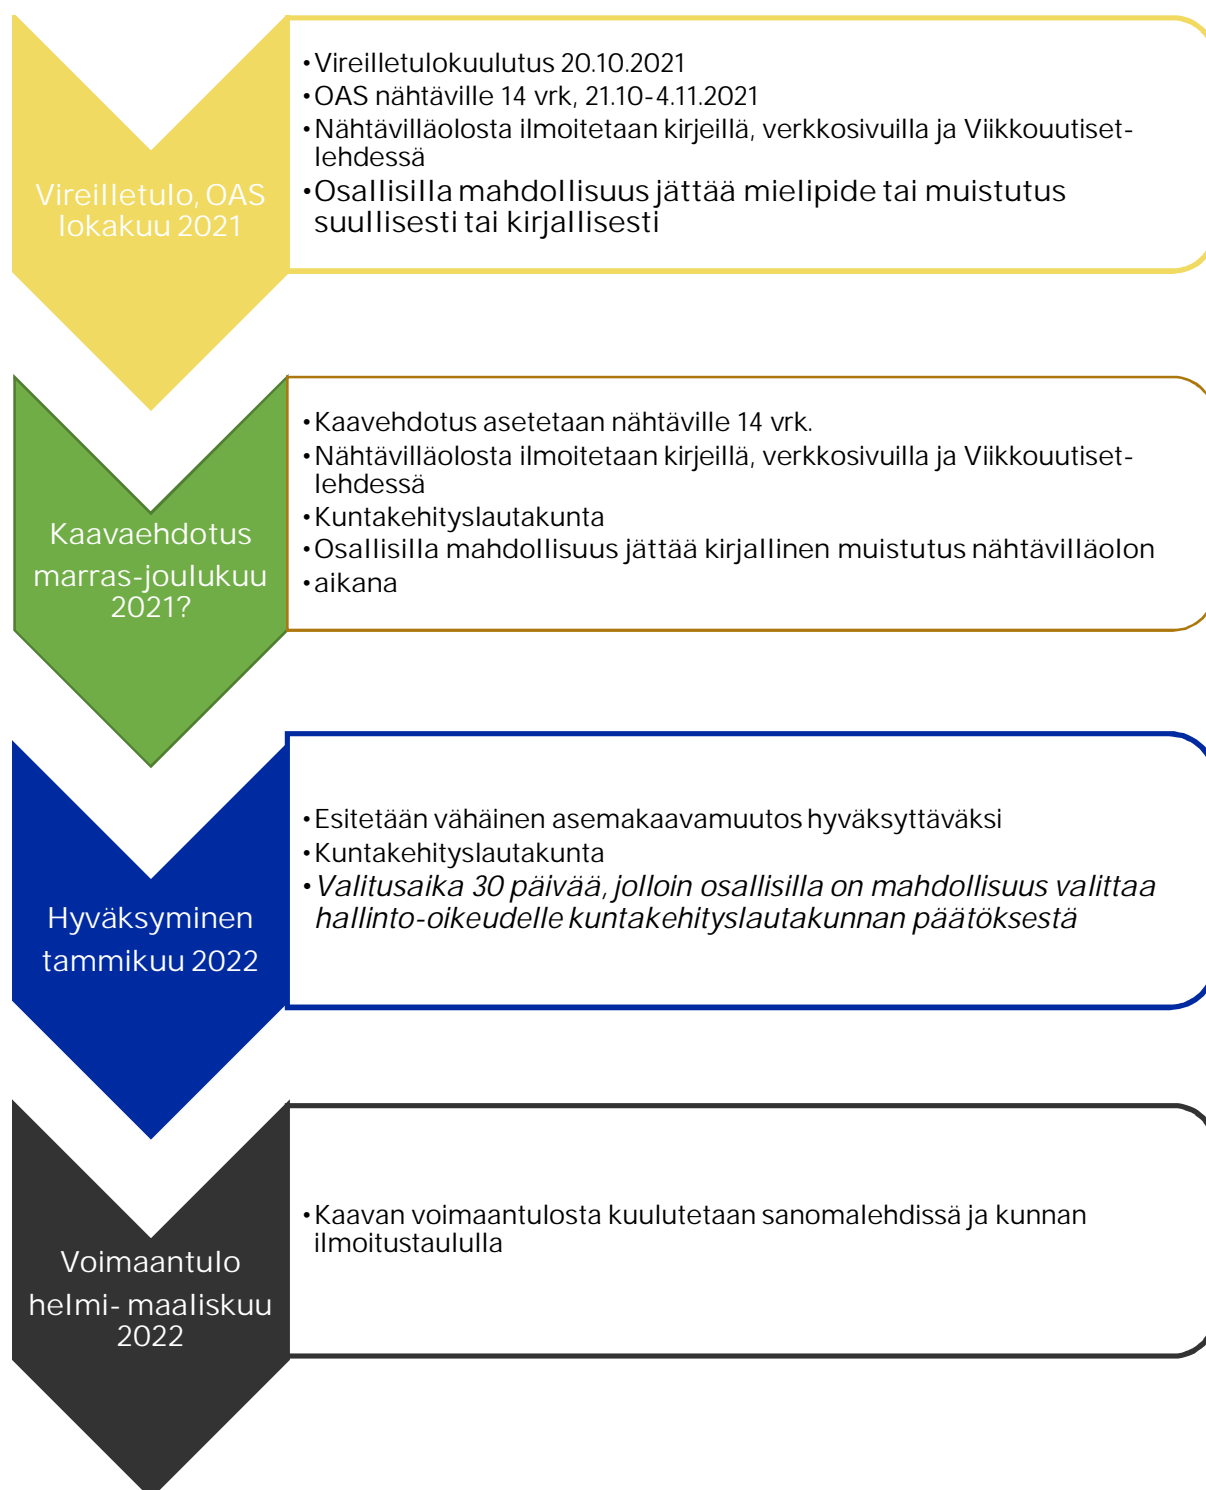 Vireilletulo, OAS
lokakuu 2021
•Vireilletulokuulutus 20.10.2021
•OAS nähtäville 14 vrk, 21.10-4.11.2021
•Nähtävilläolosta ilmoitetaan kirjeillä, verkkosivuilla ja Viikkouutiset-
lehdessä
•Osallisilla mahdollisuus jättää mielipide tai muistutus
suullisesti tai kirjallisesti
Kaavaehdotus
marras-joulukuu
2021?
•Kaavehdotus asetetaan nähtäville 14 vrk.
•Nähtävilläolosta ilmoitetaan kirjeillä, verkkosivuilla ja Viikkouutiset-
lehdessä
•Kuntakehityslautakunta
•Osallisilla mahdollisuus jättää kirjallinen muistutus nähtävilläolon
•aikana
Hyväksyminen
tammikuu 2022
•Esitetään vähäinen asemakaavamuutos hyväksyttäväksi
•Kuntakehityslautakunta
•Valitusaika 30 päivää, jolloin osallisilla on mahdollisuus valittaa
hallinto-oikeudelle kuntakehityslautakunnan päätöksestä
Voimaantulo
helmi- maaliskuu
2022
•Kaavan voimaantulosta kuulutetaan sanomalehdissä ja kunnan
ilmoitustaululla